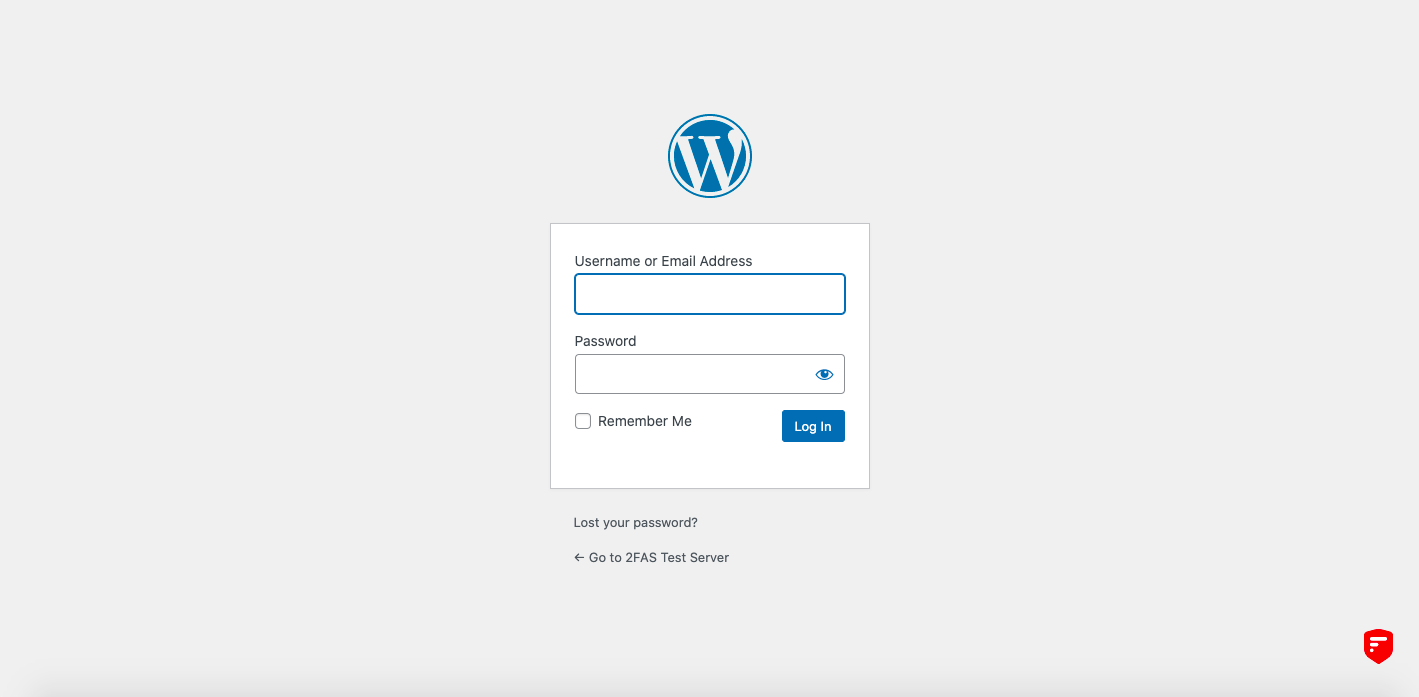 Username or Email Address
Password
Remember Me
Log In
Lost your password?
← Go to 2FAS Test Server